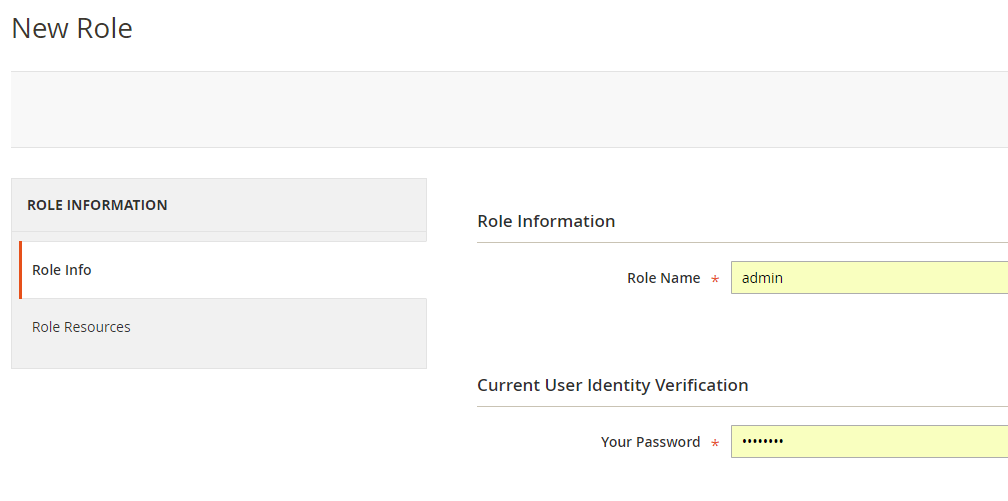 New Role
ROLE INFORMATION
Role Info
Role Resources
Role Information
Role Name *
admin
Current User Identity Verification
Your Password *
••••••••